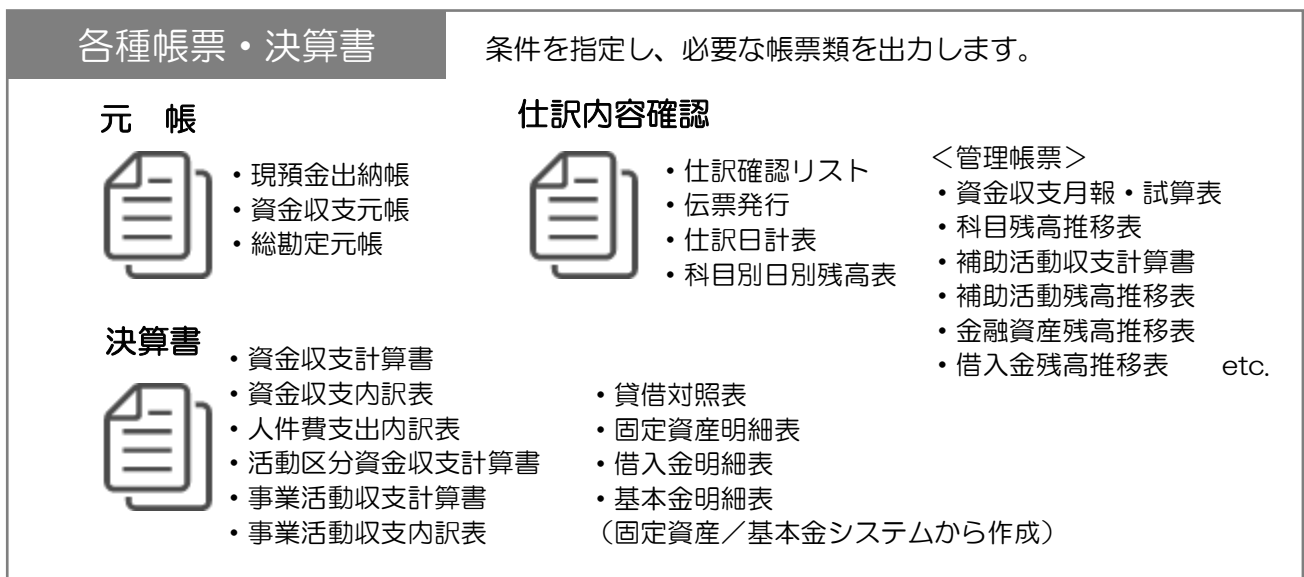 各種帳票・決算書
条件を指定し、必要な帳票類を出力します。
元　帳
・現預金出納帳
・資金収支元帳
・総勘定元帳
仕訳内容確認
・仕訳確認リスト
・伝票発行
・仕訳日計表
・科目別日別残高表
＜管理帳票＞
・資金収支月報・試算表
・科目残高推移表
・補助活動収支計算書
・補助活動残高推移表
・金融資産残高推移表
・借入金残高推移表　　etc.
決算書
・資金収支計算書
・資金収支内訳表
・人件費支出内訳表
・活動区分資金収支計算書
・事業活動収支計算書
・事業活動収支内訳表
・貸借対照表
・固定資産明細表
・借入金明細表
・基本金明細表
（固定資産／基本金システムから作成）